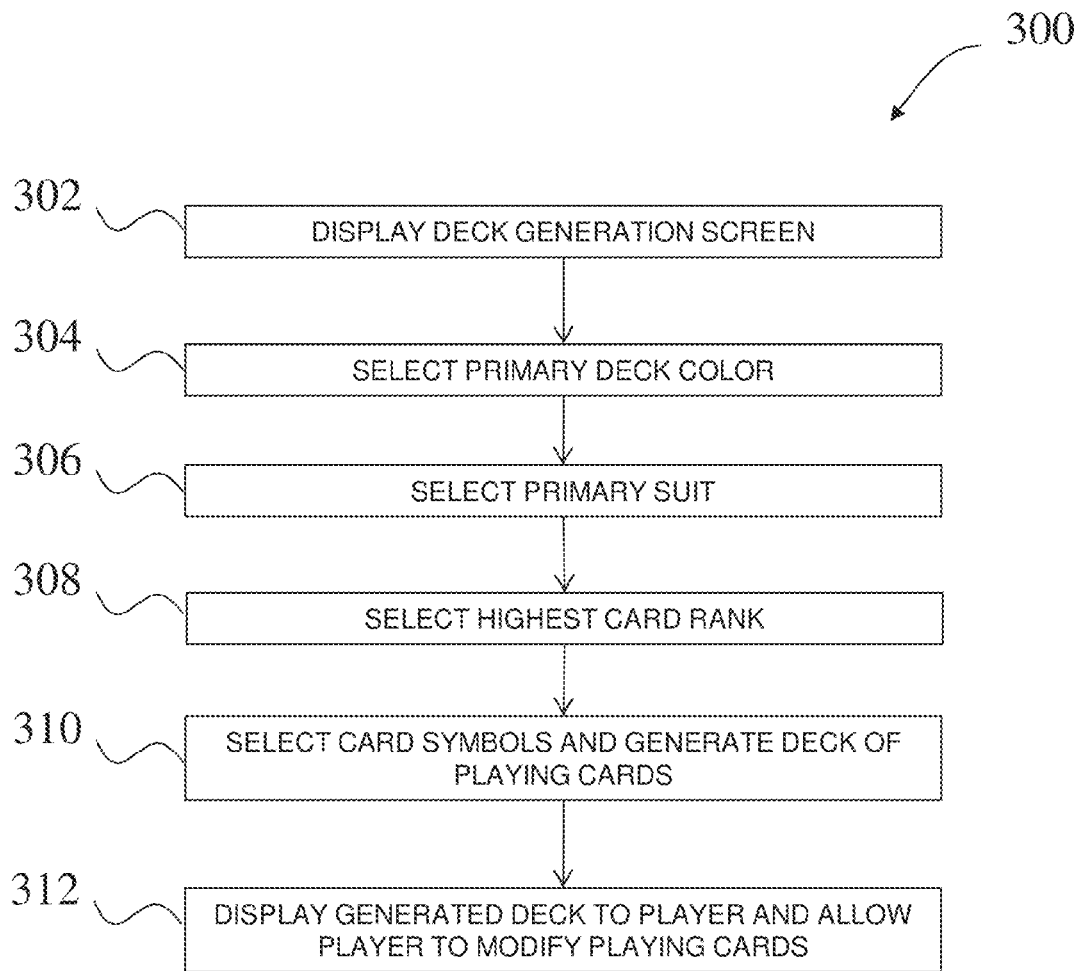 300
302
DISPLAY DECK GENERATION SCREEN
304
SELECT PRIMARY DECK COLOR
306
SELECT PRIMARY SUIT
308
SELECT HIGHEST CARD RANK
310
SELECT CARD SYMBOLS AND GENERATE DECK OF
PLAYING CARDS
312
DISPLAY GENERATED DECK TO PLAYER AND ALLOW
PLAYER TO MODIFY PLAYING CARDS